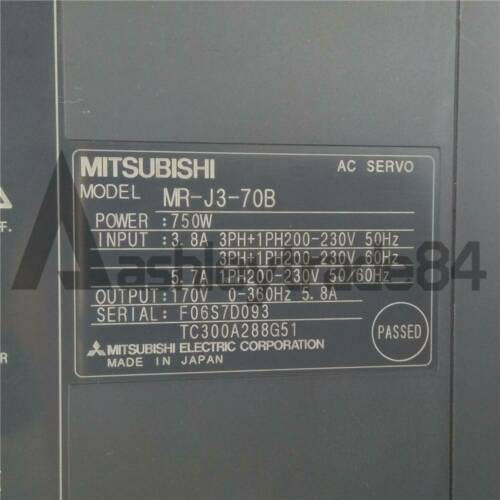 MITSUBISHI AC SERVO
MODEL MR-J3-70B
POWER :750W
INPUT :3.8A 3PH+1PH200-230V 50Hz
3PH+1PH200-230V 60Hz
5.7A 1PH200-230V 50/60Hz
OUTPUT:170V 0-360Hz 5.8A
SERIAL: F06S7D093
TC300A288G51
PASSED
MITSUBISHI ELECTRIC CORPORATION
MADE IN JAPAN
R